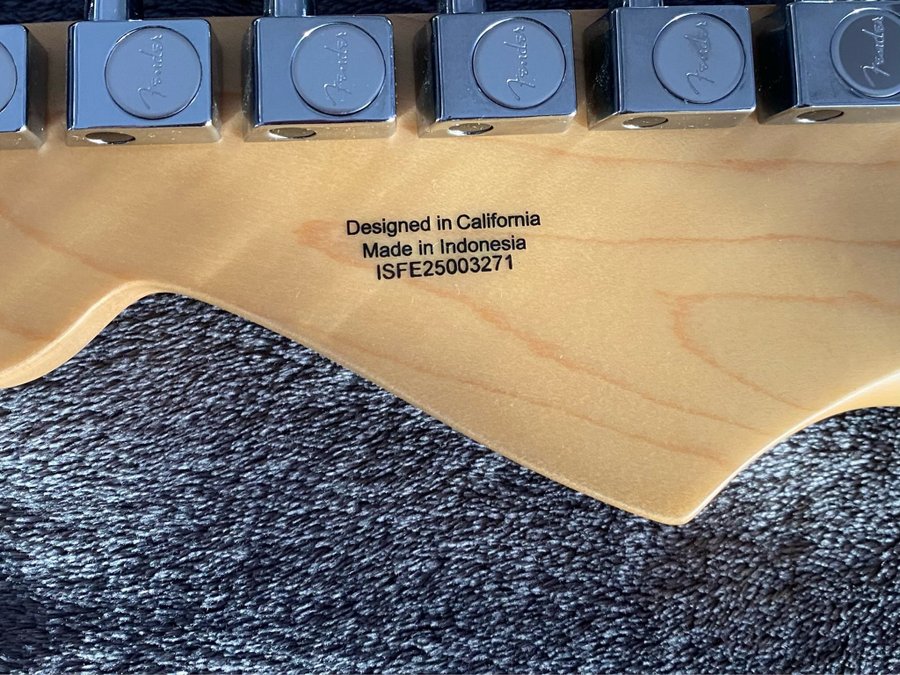 Fender Fender Fender Fender Fender
Designed in California
Made in Indonesia
ISFE25003271